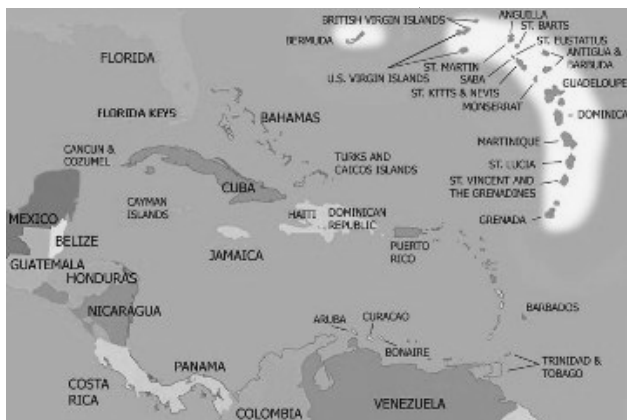 BRITISH VIRGIN ISLANDS
ANGUILLA
ST. BARTS
BERMUDA
ST. EUSTATIUS
ST. MARTIN
SABA
ANTIGUA &
BARBUDA
U.S. VIRGIN ISLANDS
ST. KITTS & NEVIS
MONSERRAT
GUADELOUPE
FLORIDA
FLORIDA KEYS
BAHAMAS
DOMINICA
MARTINIQUE
CANCUN &
COZUMEL
TURKS AND
CAICOS ISLANDS
ST. LUCIA
CUBA
ST. VINCENT AND
THE GRENADINES
CAYMAN
ISLANDS
MEXICO
HAITI
DOMINICAN
REPUBLIC
GRENADA
BELIZE
JAMAICA
PUERTO
RICO
GUATEMALA
HONDURAS
NICARAGUA
BARBADOS
ARUBA
CURACAO
BONAIRE
PANAMA
TRINIDAD &
TOBAGO
COSTA
RICA
COLOMBIA
VENEZUELA